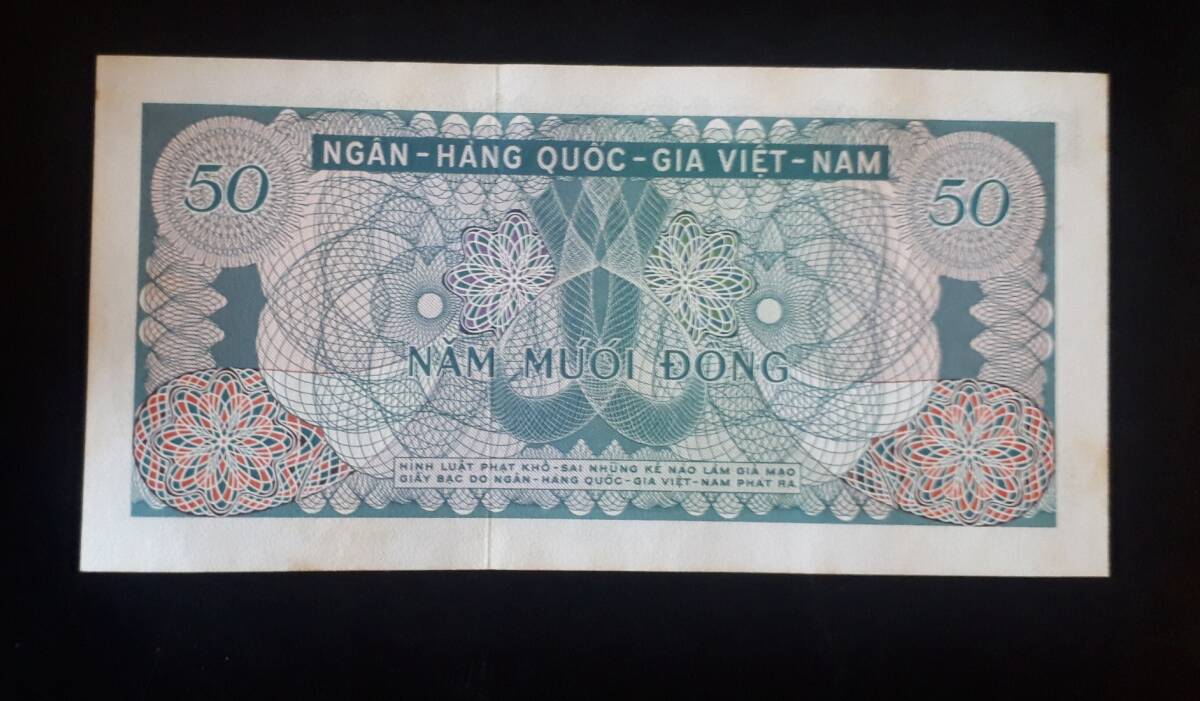 NGÂN-HÀNG QUỐC-GIA VIỆT-NAM
50
50
NĂM MƯƠI ĐỒNG
HÌNH LUẬT PHẠT KHỔ-SAI NHỮNG KẺ NÀO LÀM GIẢ MẠO
GIẤY BẠC DO NGÂN-HÀNG QUỐC-GIA VIỆT-NAM PHÁT RA